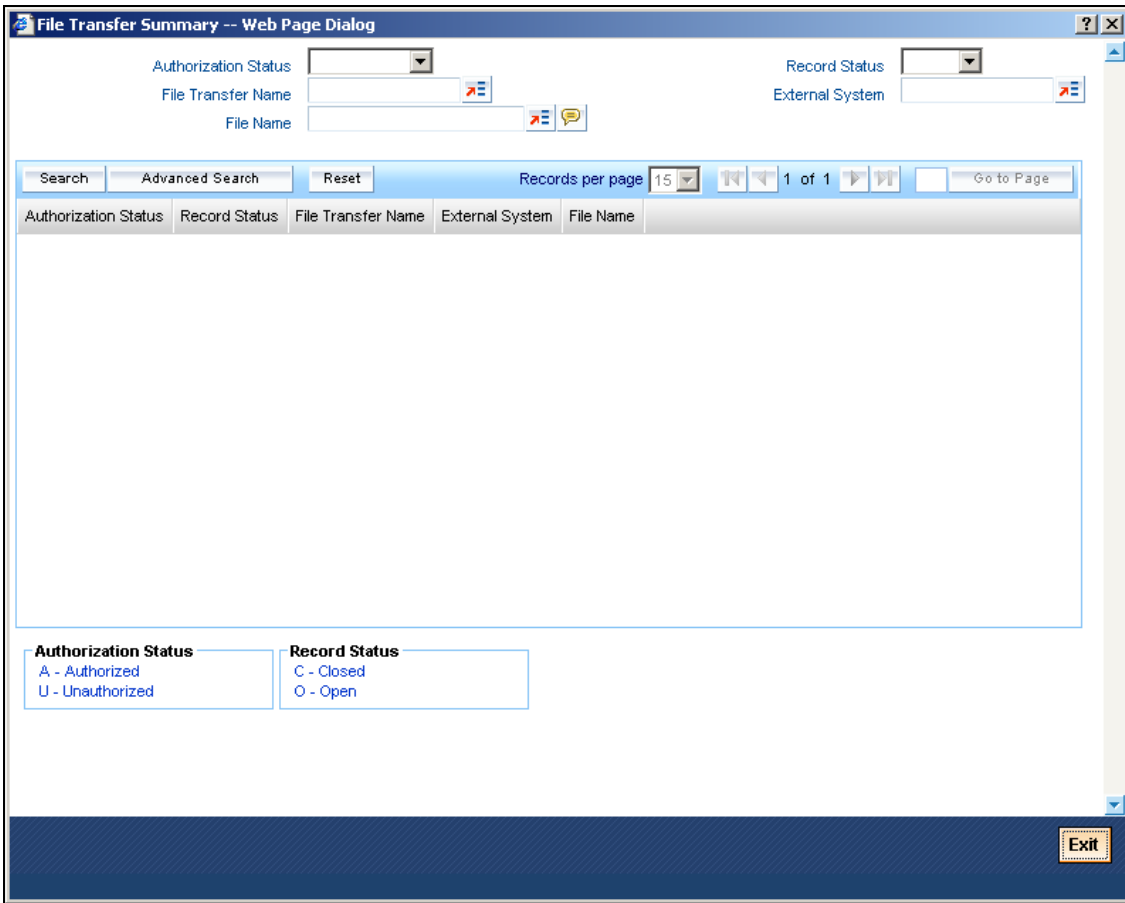 File Transfer Summary -- Web Page Dialog
?
X
Authorization Status
Record Status
File Transfer Name
External System
File Name
Search Advanced Search Reset Records per page 15 1 of 1 Go to Page
Authorization Status Record Status File Transfer Name External System File Name
Authorization Status
A - Authorized
U - Unauthorized
Record Status
C - Closed
O - Open
Exit